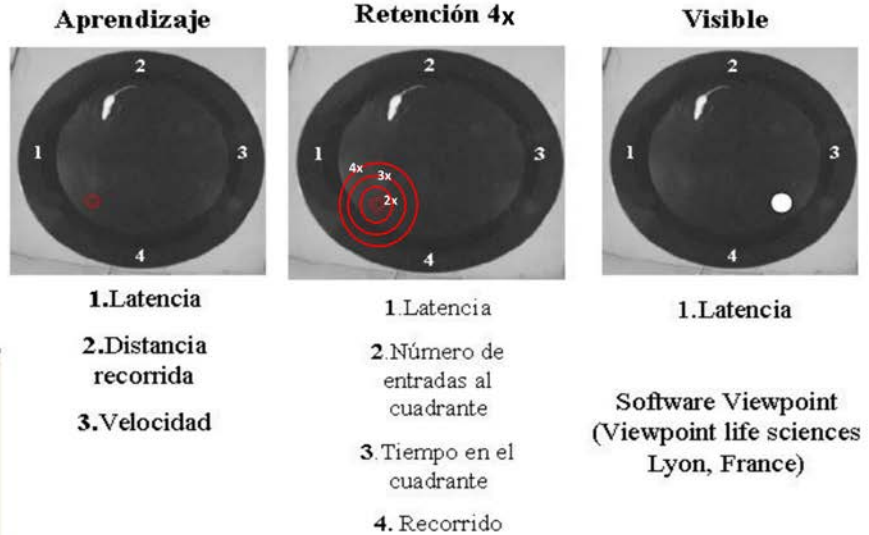 Aprendizaje
2
1
3
4
1.Latencia
2.Distancia
recorrida
3.Velocidad
Retención 4x
2
1
3
4x
3x
2x
4
1.Latencia
2.Número de
entradas al
cuadrante
3.Tiempo en el
cuadrante
4. Recorrido
Visible
2
1
3
4
1.Latencia
Software Viewpoint
(Viewpoint life sciences
Lyon, France)